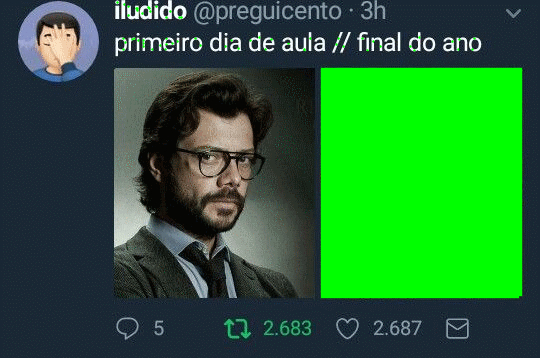 iludido @preguicento · 3h
primeiro dia de aula // final do ano
5 2.683 2.687